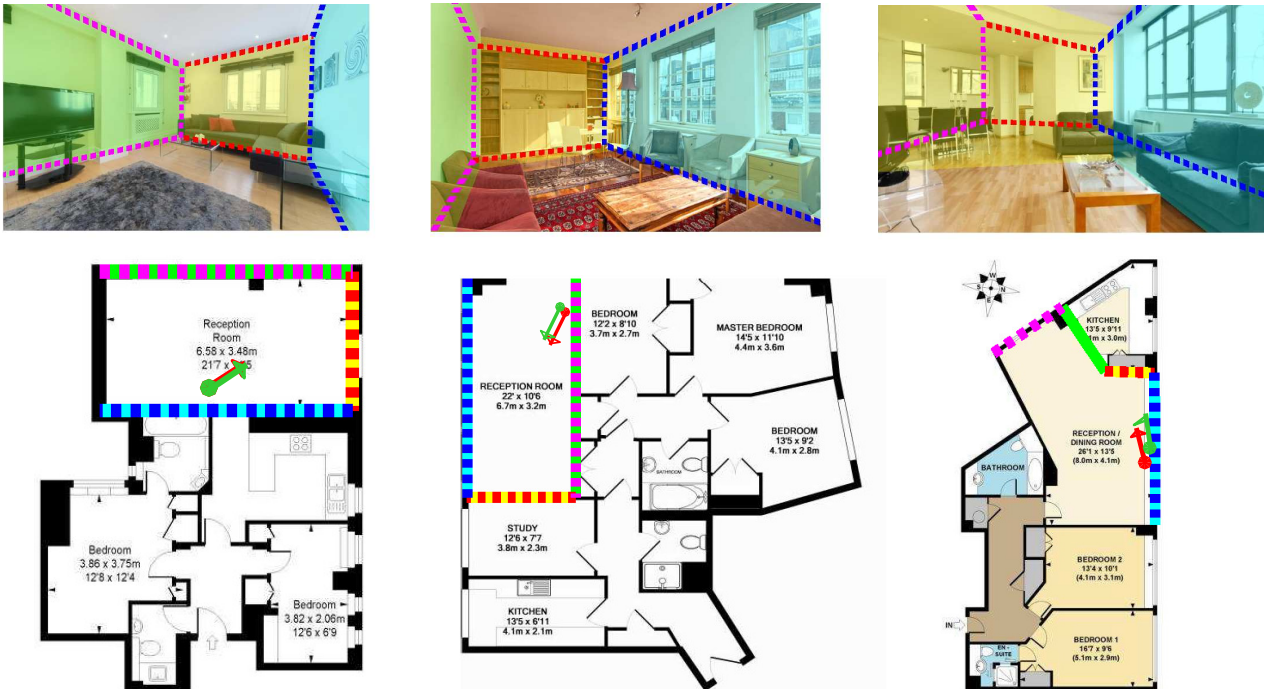 Reception
Room
6.58 x 3.48m
21'7 x
Bedroom
3.86 x 3.75m
12'8 x 12'4
Bedroom
3.82 x 2.06m
12'6 x 6'9
BEDROOM
12'2 x 8'10
3.7m x 2.7m
MASTER BEDROOM
14'5 x 11'10
4.4m x 3.6m
RECEPTION ROOM
22' x 10'6
6.7m x 3.2m
BEDROOM
13'5 x 9'2
4.1m x 2.8m
BATHROOM
STUDY
12'6 x 7'7
3.8m x 2.3m
KITCHEN
13'5 x 6'11
4.1m x 2.1m
W
S
N
E
KITCHEN
13'5 x 9'11
1m x 3.0m)
RECEPTION /
DINING ROOM
26'1 x 13'5
(8.0m x 4.1m)
BATHROOM
BEDROOM 2
13'4 x 10'1
(4.1m x 3.1m)
IN
BEDROOM 1
16'7 x 9'6
(5.1m x 2.9m)
EN -
SUITE